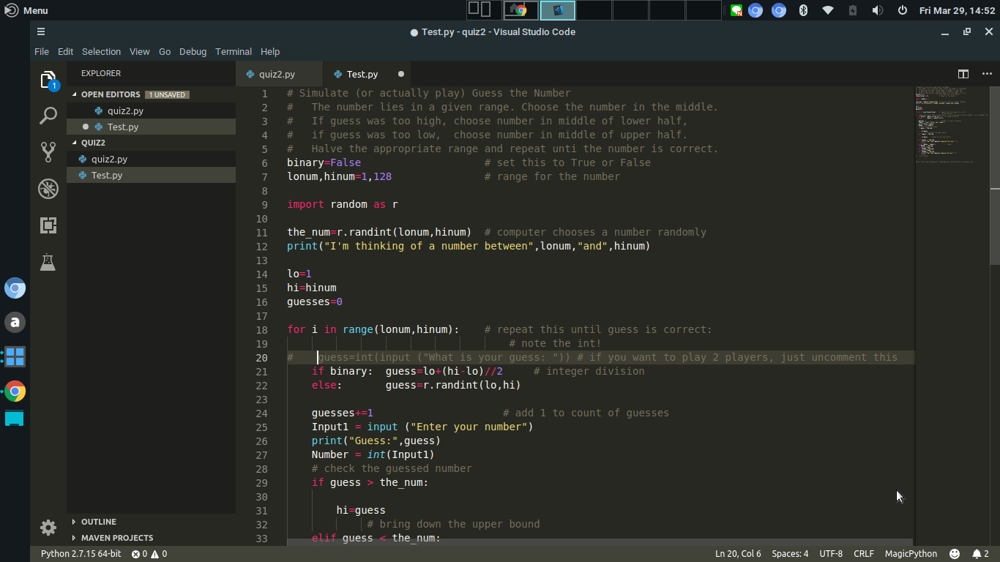 Menu
Fri Mar 29, 14:52
Test.py - quiz2 - Visual Studio Code
File Edit Selection View Go Debug Terminal Help
EXPLORER
OPEN EDITORS 1 UNSAVED
quiz2.py
Test.py
QUIZ2
quiz2.py
Test.py
OUTLINE
MAVEN PROJECTS
1
a
quiz2.py Test.py
1 # Simulate (or actually play) Guess the Number
2 #   The number lies in a given range. Choose the number in the middle.
3 #   If guess was too high, choose number in middle of lower half,
4 #   if guess was too low,  choose number in middle of upper half.
5 #   Halve the appropriate range and repeat unti the number is correct.
6 binary=False                    # set this to True or False
7 lonum,hinum=1,128               # range for the number
8
9 import random as r
10
11 the_num=r.randint(lonum,hinum)  # computer chooses a number randomly
12 print("I'm thinking of a number between",lonum,"and",hinum)
13
14 lo=1
15 hi=hinum
16 guesses=0
17
18 for i in range(lonum,hinum):    # repeat this until guess is correct:
19                                     # note the int!
20 #    guess=int(input ("What is your guess: ")) # if you want to play 2 players, just uncomment this
21     if binary:  guess=lo+(hi-lo)//2     # integer division
22     else:       guess=r.randint(lo,hi)
23
24     guesses+=1                     # add 1 to count of guesses
25     Input1 = input ("Enter your number")
26     print("Guess:",guess)
27     Number = int(Input1)
28     # check the guessed number
29     if guess > the_num:
30
31         hi=guess
32              # bring down the upper bound
33     elif guess < the_num:
Python 2.7.15 64-bit 0 0 Ln 20, Col 6 Spaces: 4 UTF-8 CRLF MagicPython 2